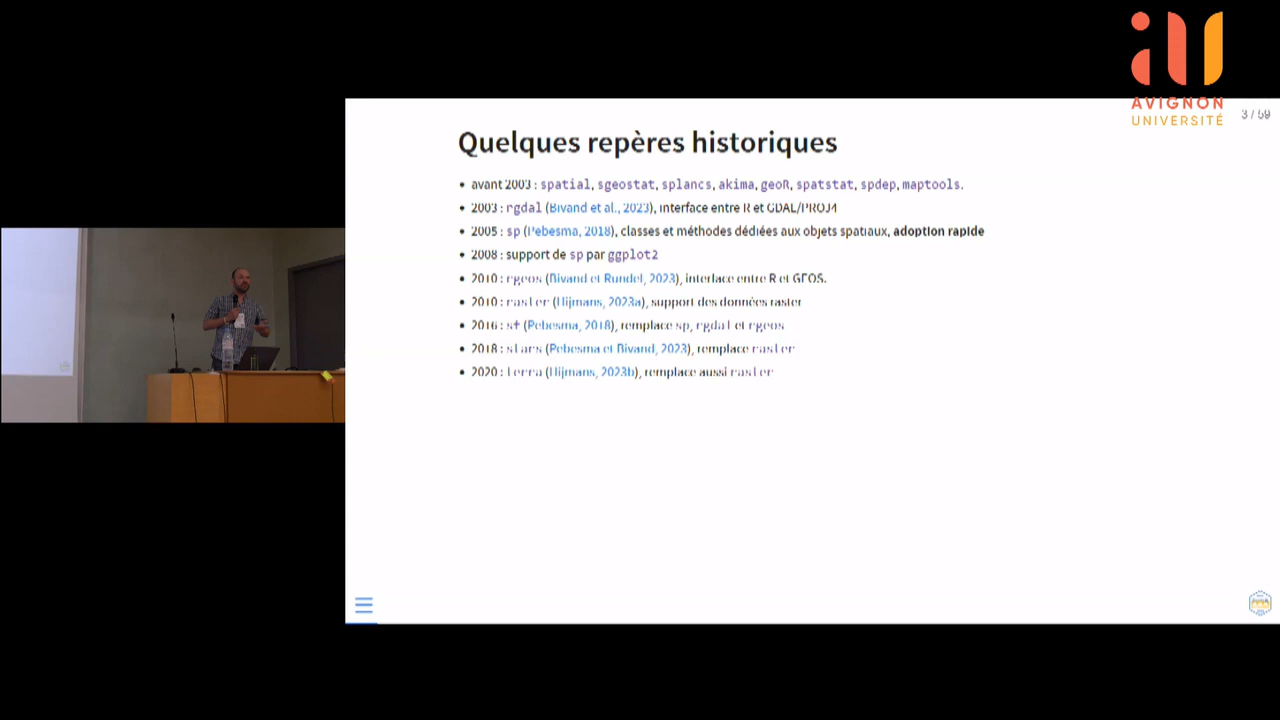 AVIGNON
UNIVERSITÉ
3 / 59
Quelques repères historiques
• avant 2003 : spatial, sgeostat, splancs, akima, geoR, spatstat, spdep, maptools.
• 2003 : rgdal (Bivand et al., 2023), interface entre R et GDAL/PROJ4
• 2005 : sp (Pebesma, 2018), classes et méthodes dédiées aux objets spatiaux, adoption rapide
• 2008 : support de sp par ggplot2
• 2010 : rgeos (Bivand et Rundel, 2023), interface entre R et GEOS.
• 2010 : raster (Hijmans, 2023a), support des données raster
• 2016 : sf (Pebesma, 2018), remplace sp, rgdal et rgeos
• 2018 : stars (Pebesma et Bivand, 2023), remplace raster
• 2020 : terra (Hijmans, 2023b), remplace aussi raster